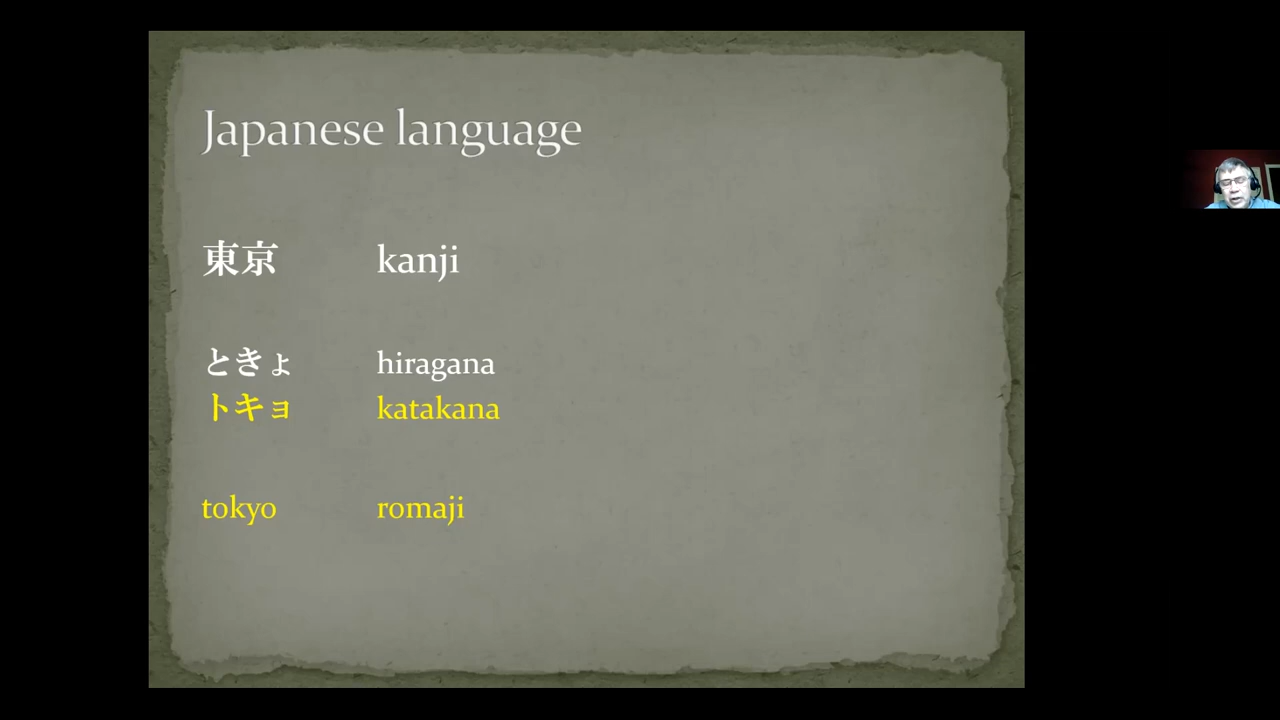 Japanese language
東京 kanji
ときょ hiragana
トキョ katakana
tokyo romaji